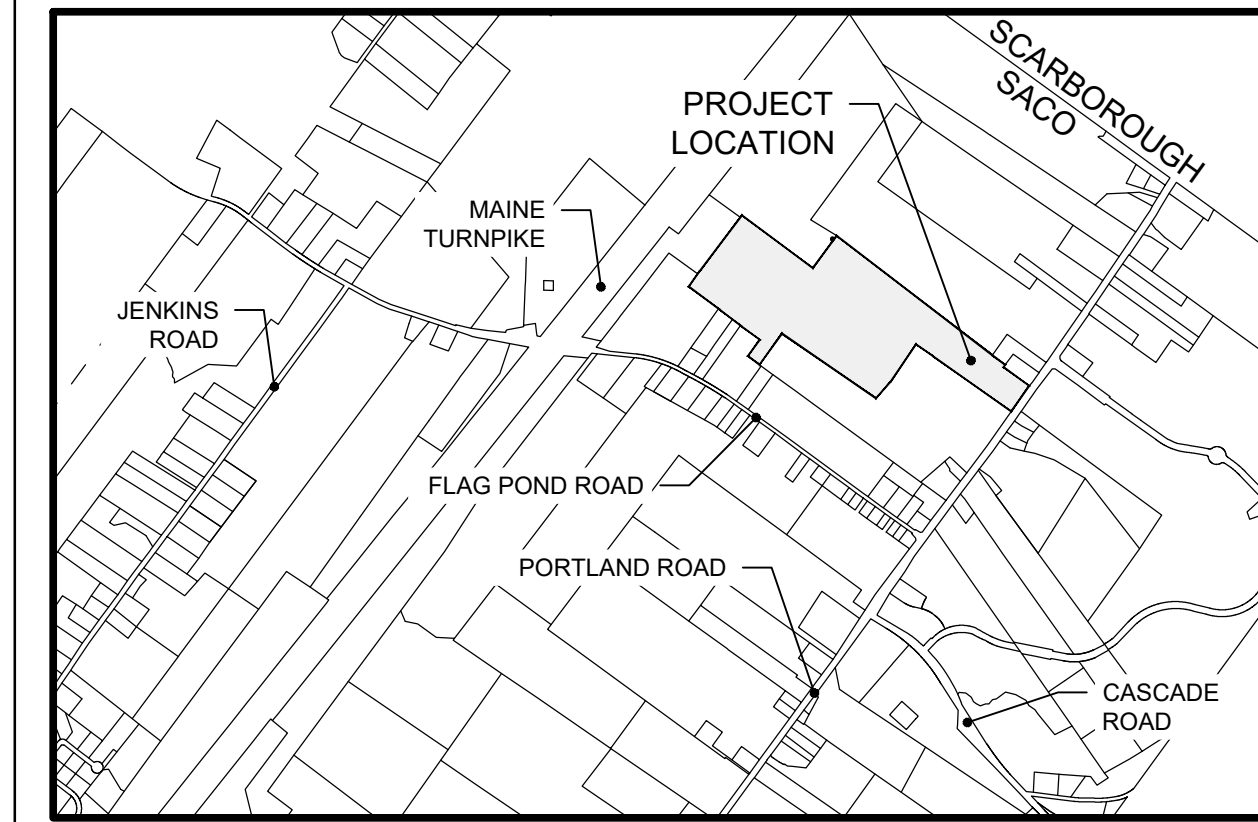 SCARBOROUGH
SACO
PROJECT
LOCATION
MAINE
TURNPIKE
JENKINS
ROAD
FLAG POND ROAD
PORTLAND ROAD
CASCADE
ROAD